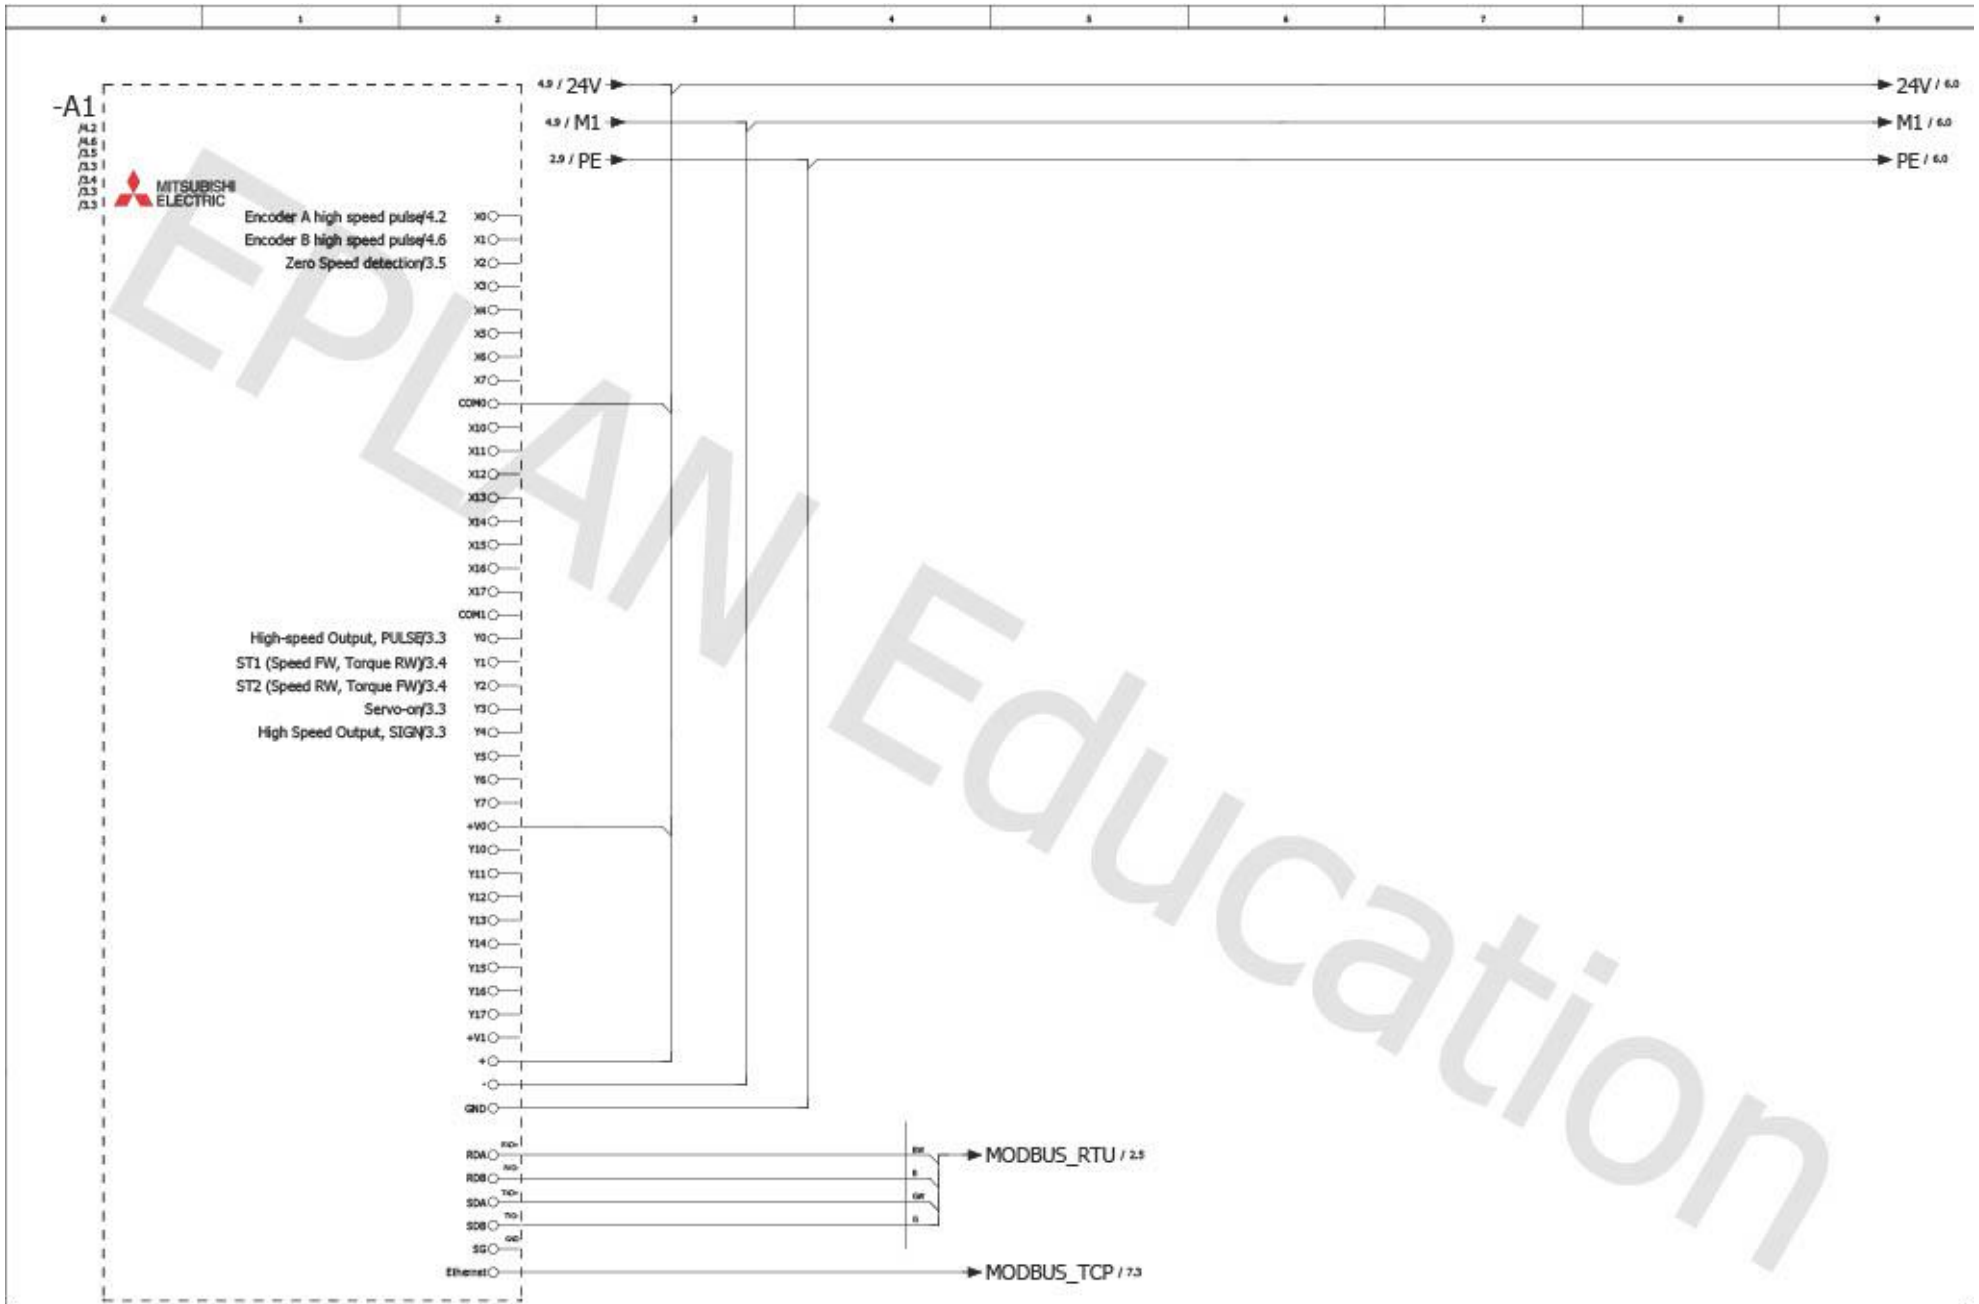 0 1 2 3 4 5 6 7 8 9
4.9 / 24V 24V / 6.0
-A1
/4.2
/4.6
/3.5
/3.3
/3.4
/3.3
/3.3
4.9 / M1 M1 / 6.0
2.9 / PE PE / 6.0
MITSUBISHI
ELECTRIC
Encoder A high speed pulse/4.2 X0
Encoder B high speed pulse/4.6 X1
Zero Speed detection/3.5 X2
X3
X4
X5
X6
X7
COM0
X10
X11
X12
X13
X14
X15
X16
X17
COM1
High-speed Output, PULSE/3.3 Y0
ST1 (Speed FW, Torque RW)/3.4 Y1
ST2 (Speed RW, Torque FW)/3.4 Y2
Servo-on/3.3 Y3
High Speed Output, SIGN/3.3 Y4
Y5
Y6
Y7
+V0
Y10
Y11
Y12
Y13
Y14
Y15
Y16
Y17
+V1
+
-
GND
RDA MODBUS_RTU / 2.5
RDB
SDA
SDB
SG
Ethernet MODBUS_TCP / 7.3
EPLAN Education